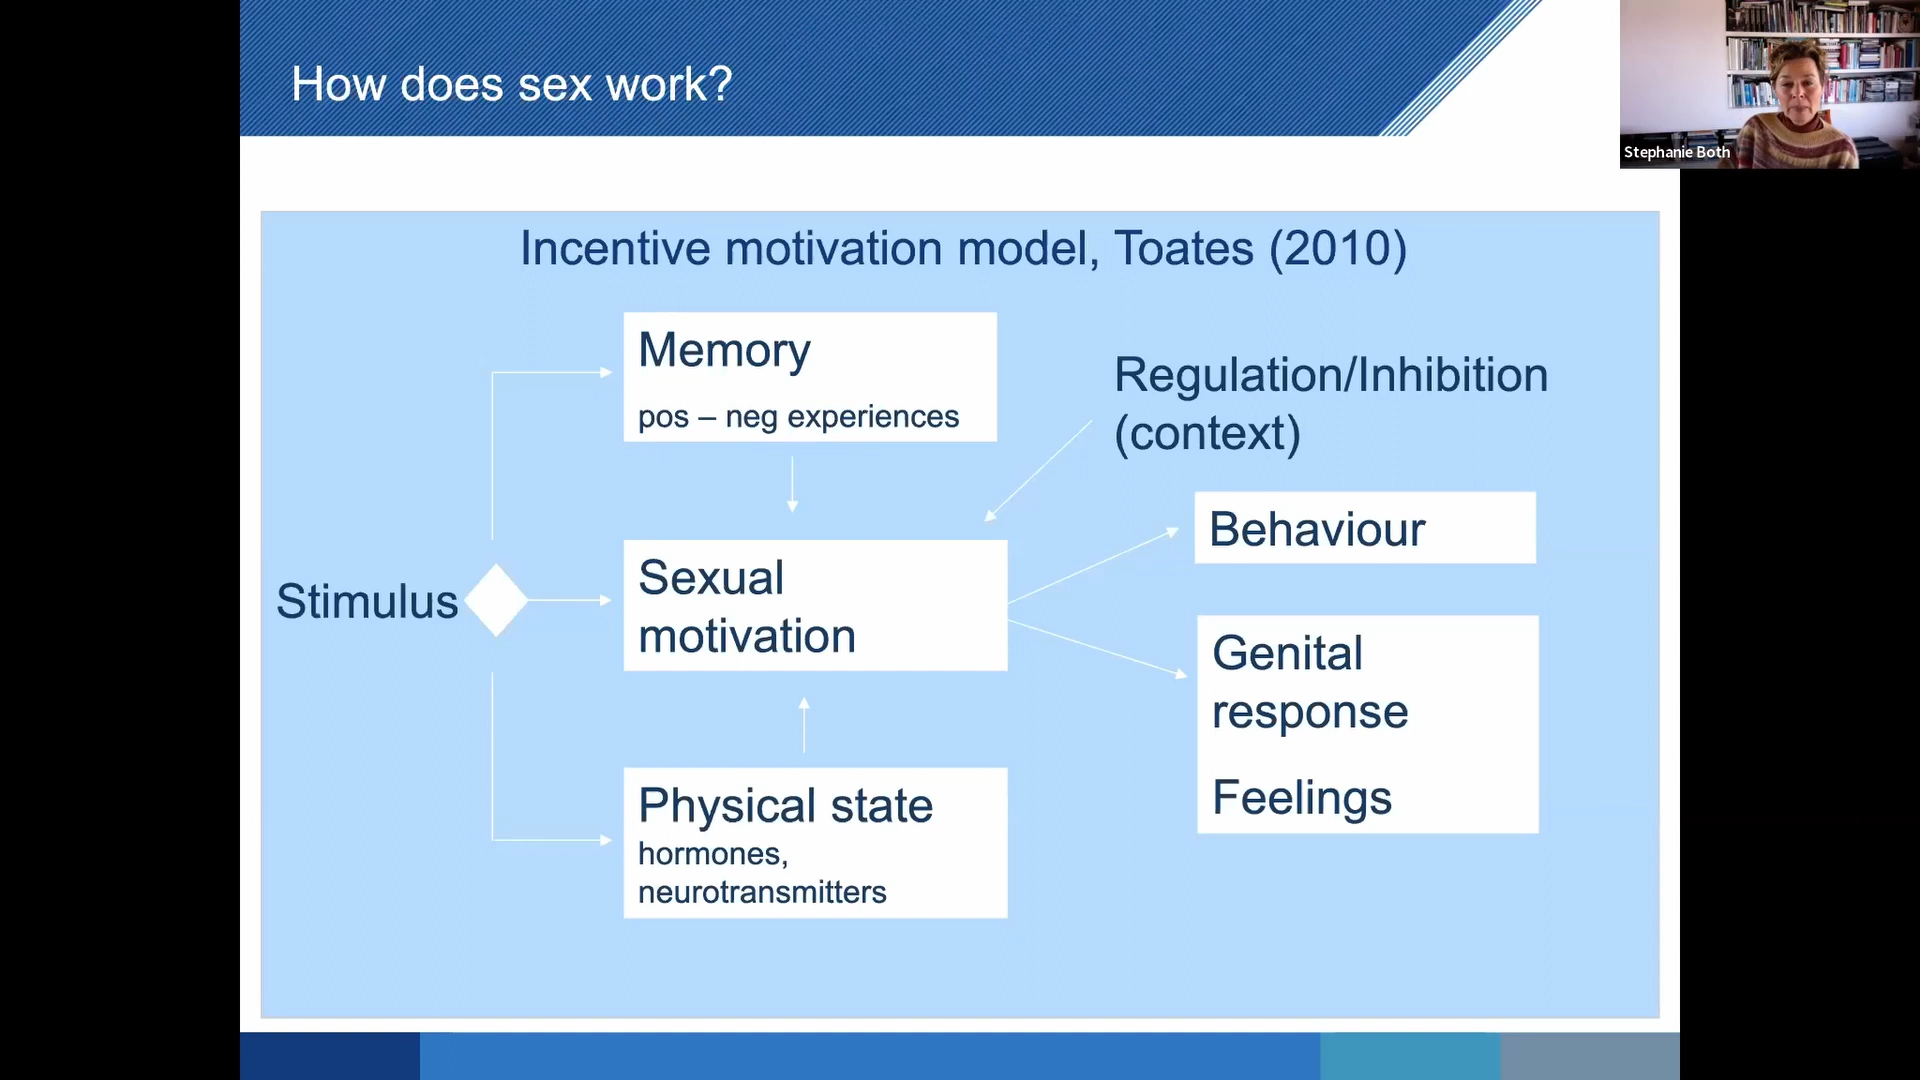 How does sex work?
Stephanie Both
Incentive motivation model, Toates (2010)
Memory
pos – neg experiences
Regulation/Inhibition
(context)
Behaviour
Stimulus
Sexual
motivation
Genital
response
Feelings
Physical state
hormones,
neurotransmitters